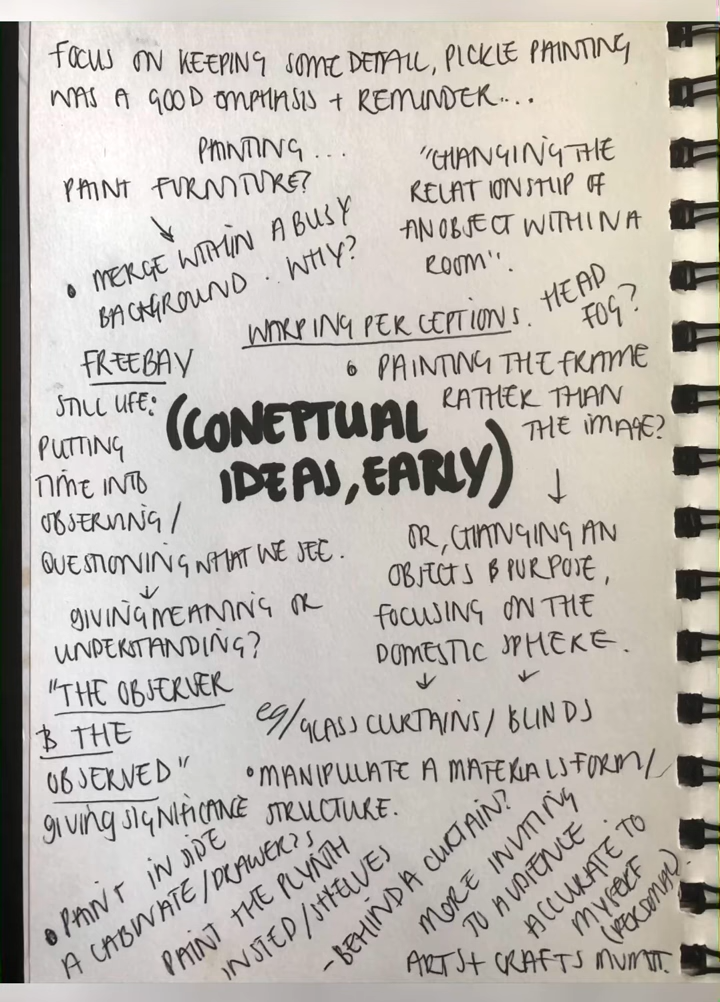 FOCUS ON KEEPING SOME DETAIL, PICKLE PAINTING
WAS A GOOD EMPHASIS + REMINDER....
PAINTING...
PAINT FURNITURE?
• MERGE WITHIN A BUSY
BACKGROUND. WHY?
"CHANGING THE
RELATIONSHIP OF
AN OBJECT WITHIN A
ROOM".
WARPING PERCEPTIONS.
HEAD
FOG?
• PAINTING THE FRAME
RATHER THAN
THE IMAGE?
(CONEPTUAL
IDEAS, EARLY)
FREEBAY
STILL LIFE:
PUTTING
TIME INTO
OBSERVING/
QUESTIONING WHAT WE SEE.
GIVING MEANING OR
UNDERSTANDING?
"THE OBSERVER
& THE
OBSERVED"
GIVING SIGNIFICANCE
OR, CHANGING AN
OBJECTS PURPOSE,
FOCUSING ON THE
DOMESTIC SPHERE.
eg/ GLASS CURTAINS/ BLINDS
• MANIPULATE A MATERIALS FORM/
STRUCTURE.
• PAINT IN SIDE
A CABINATE/DRAWER?S
PAINT THE PLYNTH
INSTED/SHELVES
- BEHIND A CURTAIN?
MORE INVITING
TO AUDIENCE
ACCURATE TO
MYSELF
(PERSONAL).
ARTS + CRAFTS MVMT.